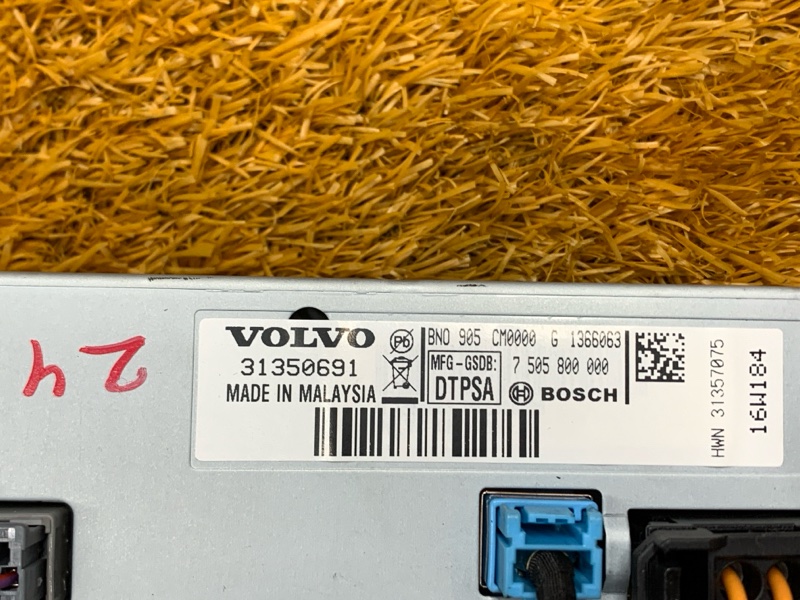 24
VOLVO
31350691
MADE IN MALAYSIA
Pb
BNO 905 CM0000 G 1366063
MFG-GSDB:
DTPSA
7 505 800 000
BOSCH
HWN 31357075
16W184